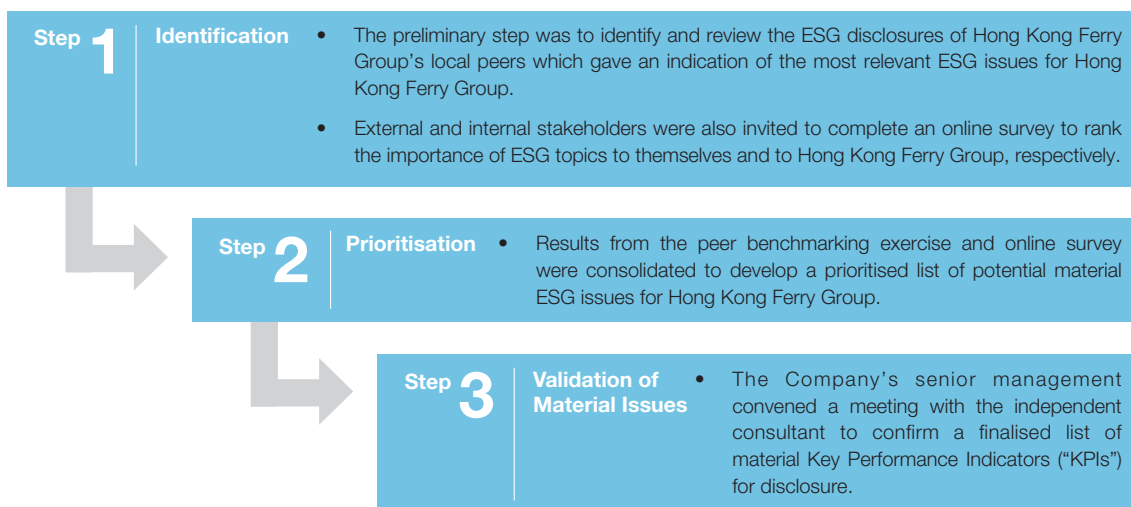 Step 1
Identification
• The preliminary step was to identify and review the ESG disclosures of Hong Kong Ferry
Group’s local peers which gave an indication of the most relevant ESG issues for Hong
Kong Ferry Group.
• External and internal stakeholders were also invited to complete an online survey to rank
the importance of ESG topics to themselves and to Hong Kong Ferry Group, respectively.
Step 2
Prioritisation
• Results from the peer benchmarking exercise and online survey
were consolidated to develop a prioritised list of potential material
ESG issues for Hong Kong Ferry Group.
Step 3
Validation of
Material Issues
• The Company’s senior management
convened a meeting with the independent
consultant to confirm a finalised list of
material Key Performance Indicators (“KPIs”)
for disclosure.